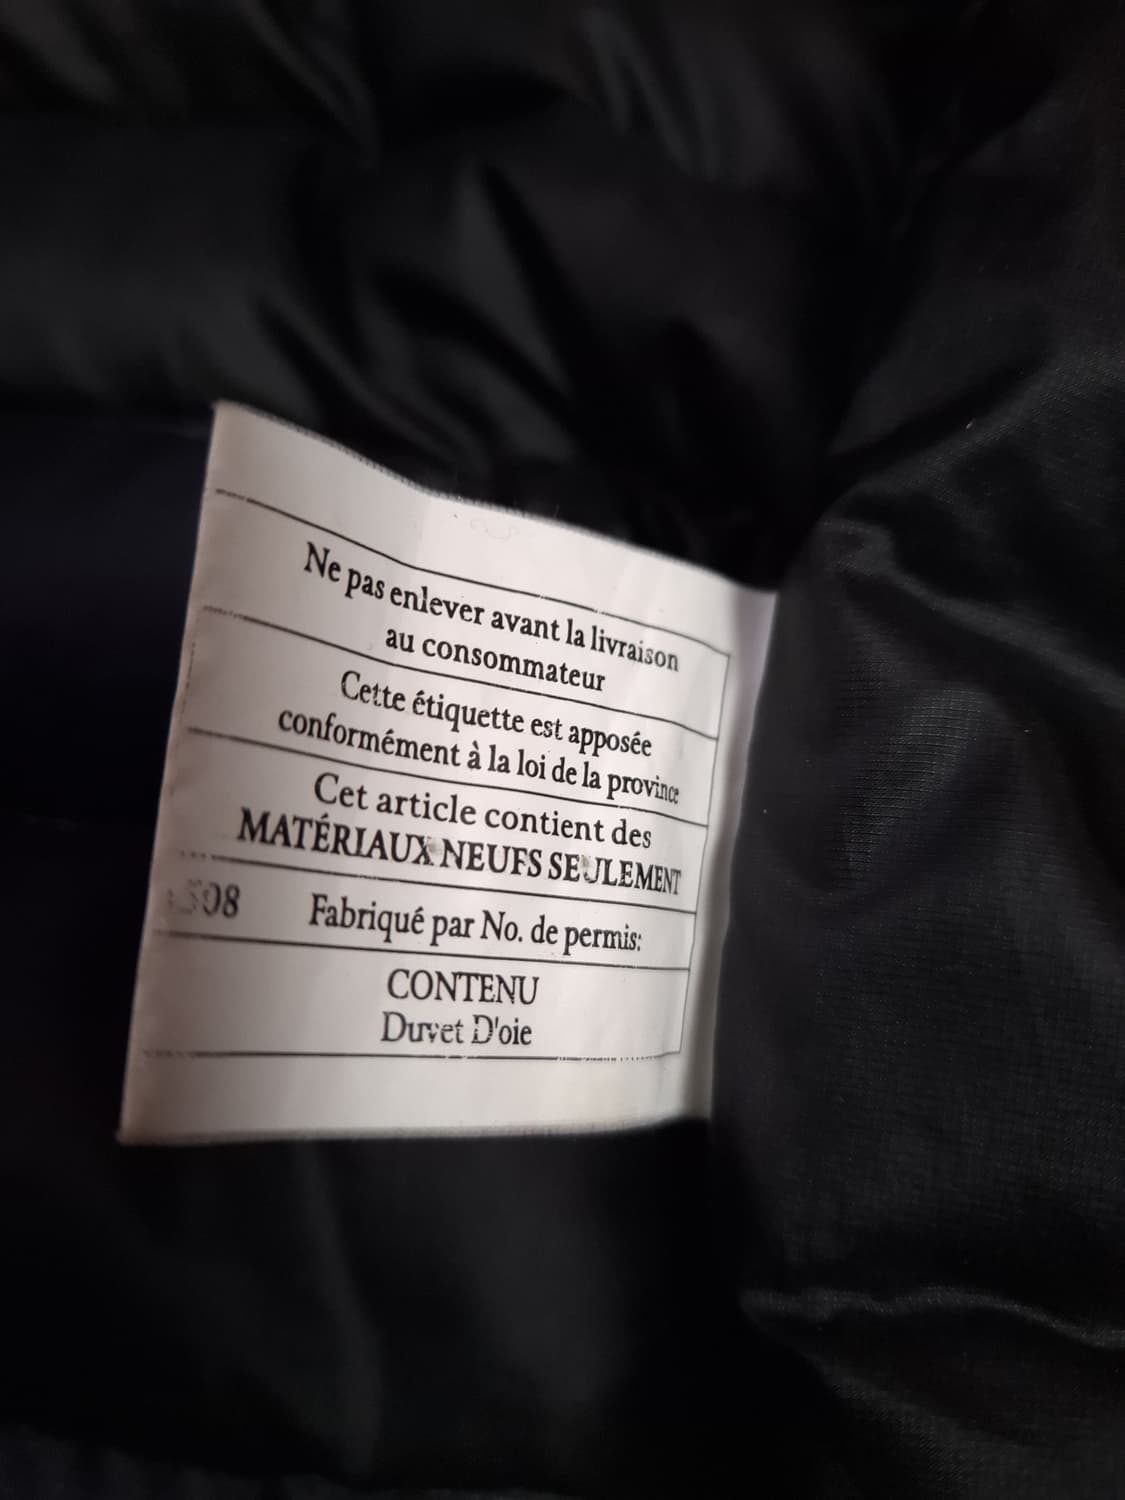 Ne pas enlever avant la livraison
au consommateur
Cette étiquette est apposée
conformément à la loi de la province
Cet article contient des
MATÉRIAUX NEUFS SEULEMENT
Fabriqué par No. de permis:
CONTENU
Duvet D'oie